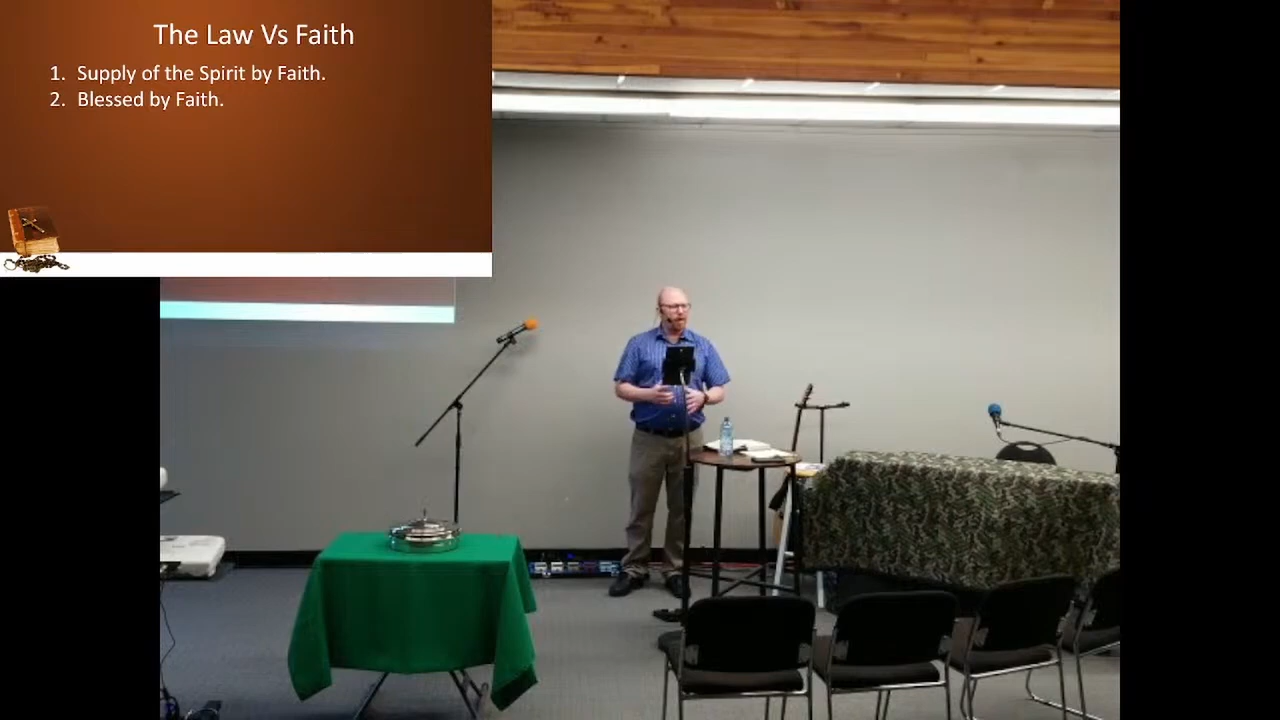 The Law Vs Faith
1. Supply of the Spirit by Faith.
2. Blessed by Faith.